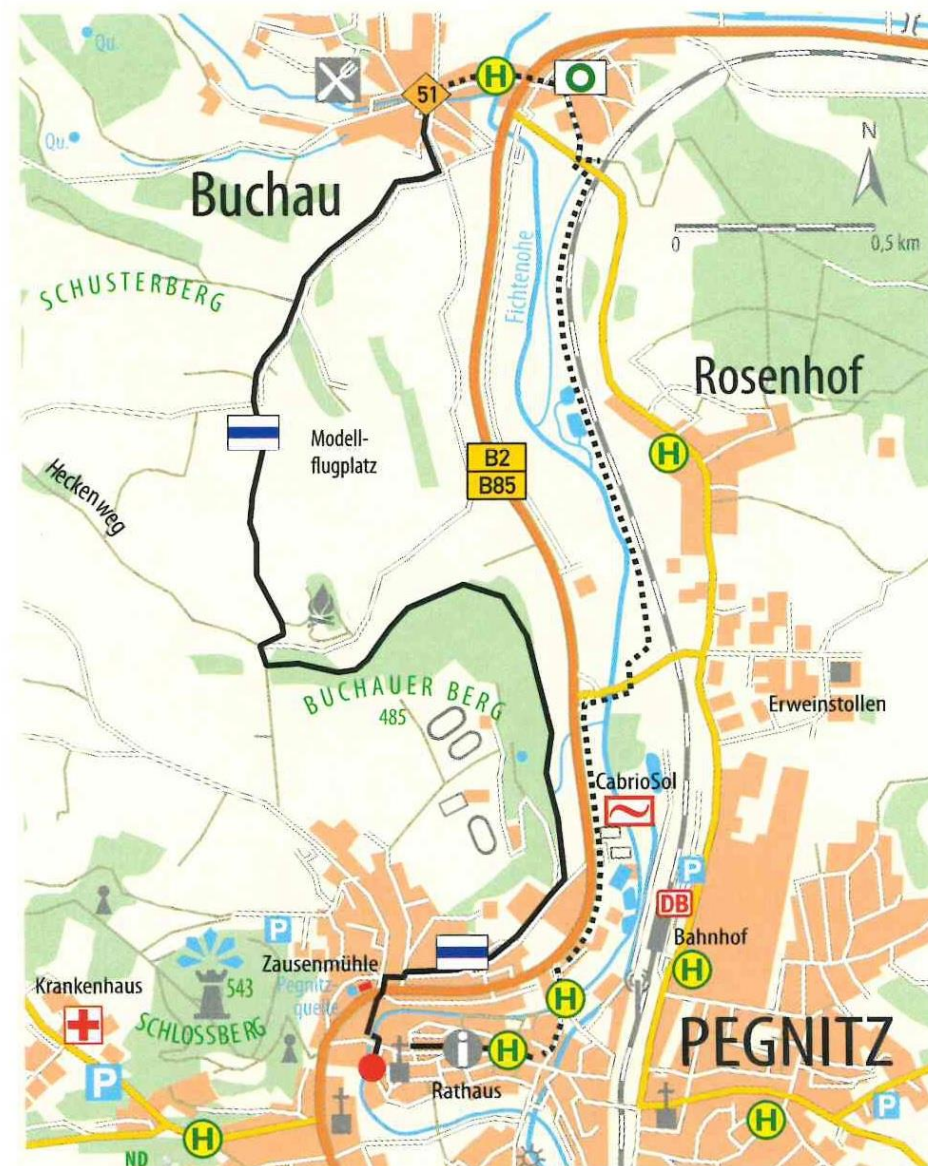 Qu.
51
H
Qu.
Buchau
N
0
0,5 km
SCHUSTERBERG
Fichtenohe
Rosenhof
Modell-
flugplatz
H
B2
B85
Heckenweg
BUCHAUER BERG
485
Erweinstollen
CabrioSol
P
DB
Bahnhof
P
Zausenmühle
H
Krankenhaus
543
Pegnitz-
quelle
H
SCHLOSSBERG
i
H
PEGNITZ
P
Rathaus
P
H
H
ND